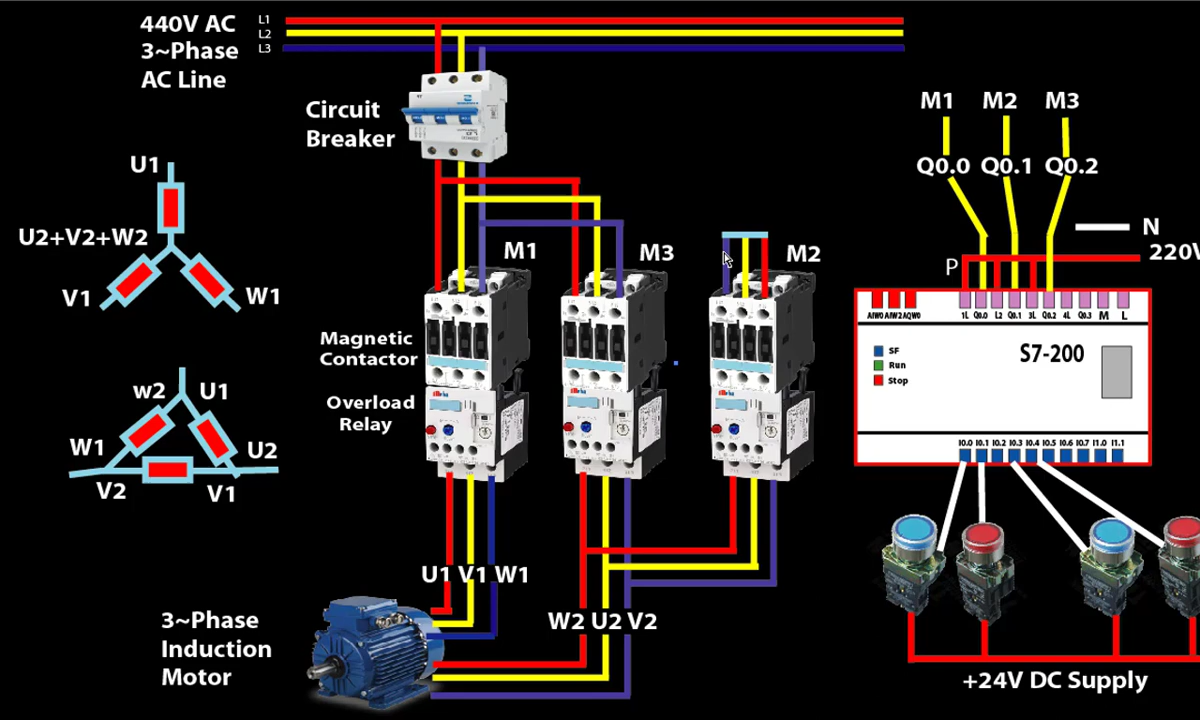 440V AC
3~Phase
AC Line
L1
L2
L3
Circuit
Breaker
U1
U2+V2+W2
V1
W1
w2
U1
W1
U2
V2
V1
M1
M3
M2
Magnetic
Contactor
Overload
Relay
U1 V1 W1
W2 U2 V2
3~Phase
Induction
Motor
M1 M2 M3
Q0.0 Q0.1 Q0.2
N
220V
P
AIW0 AIW2 AQW0
1L Q0.0 L2 Q0.1 3L Q0.2 4L Q0.3 M L
SF
Run
Stop
S7-200
I0.0 I0.1 I0.2 I0.3 I0.4 I0.5 I0.6 I0.7 I1.0 I1.1
+24V DC Supply